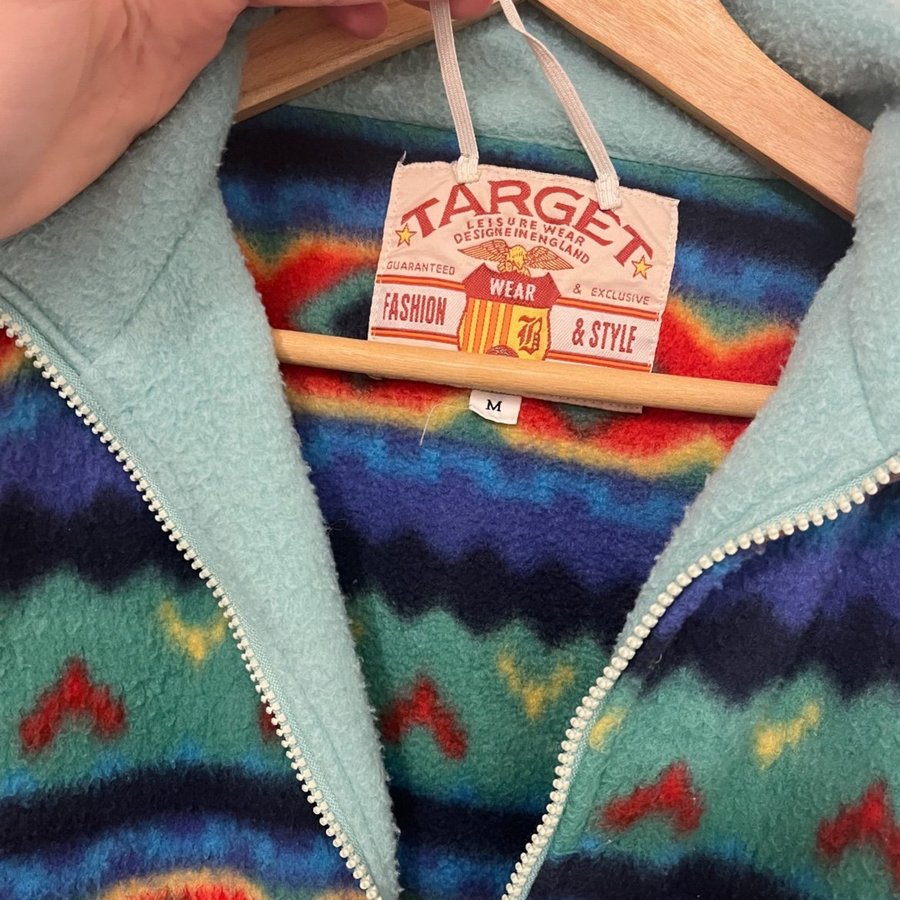 TARGET
LEISURE WEAR
DESIGNE IN ENGLAND
GUARANTEED & EXCLUSIVE
WEAR
FASHION & STYLE
B
M